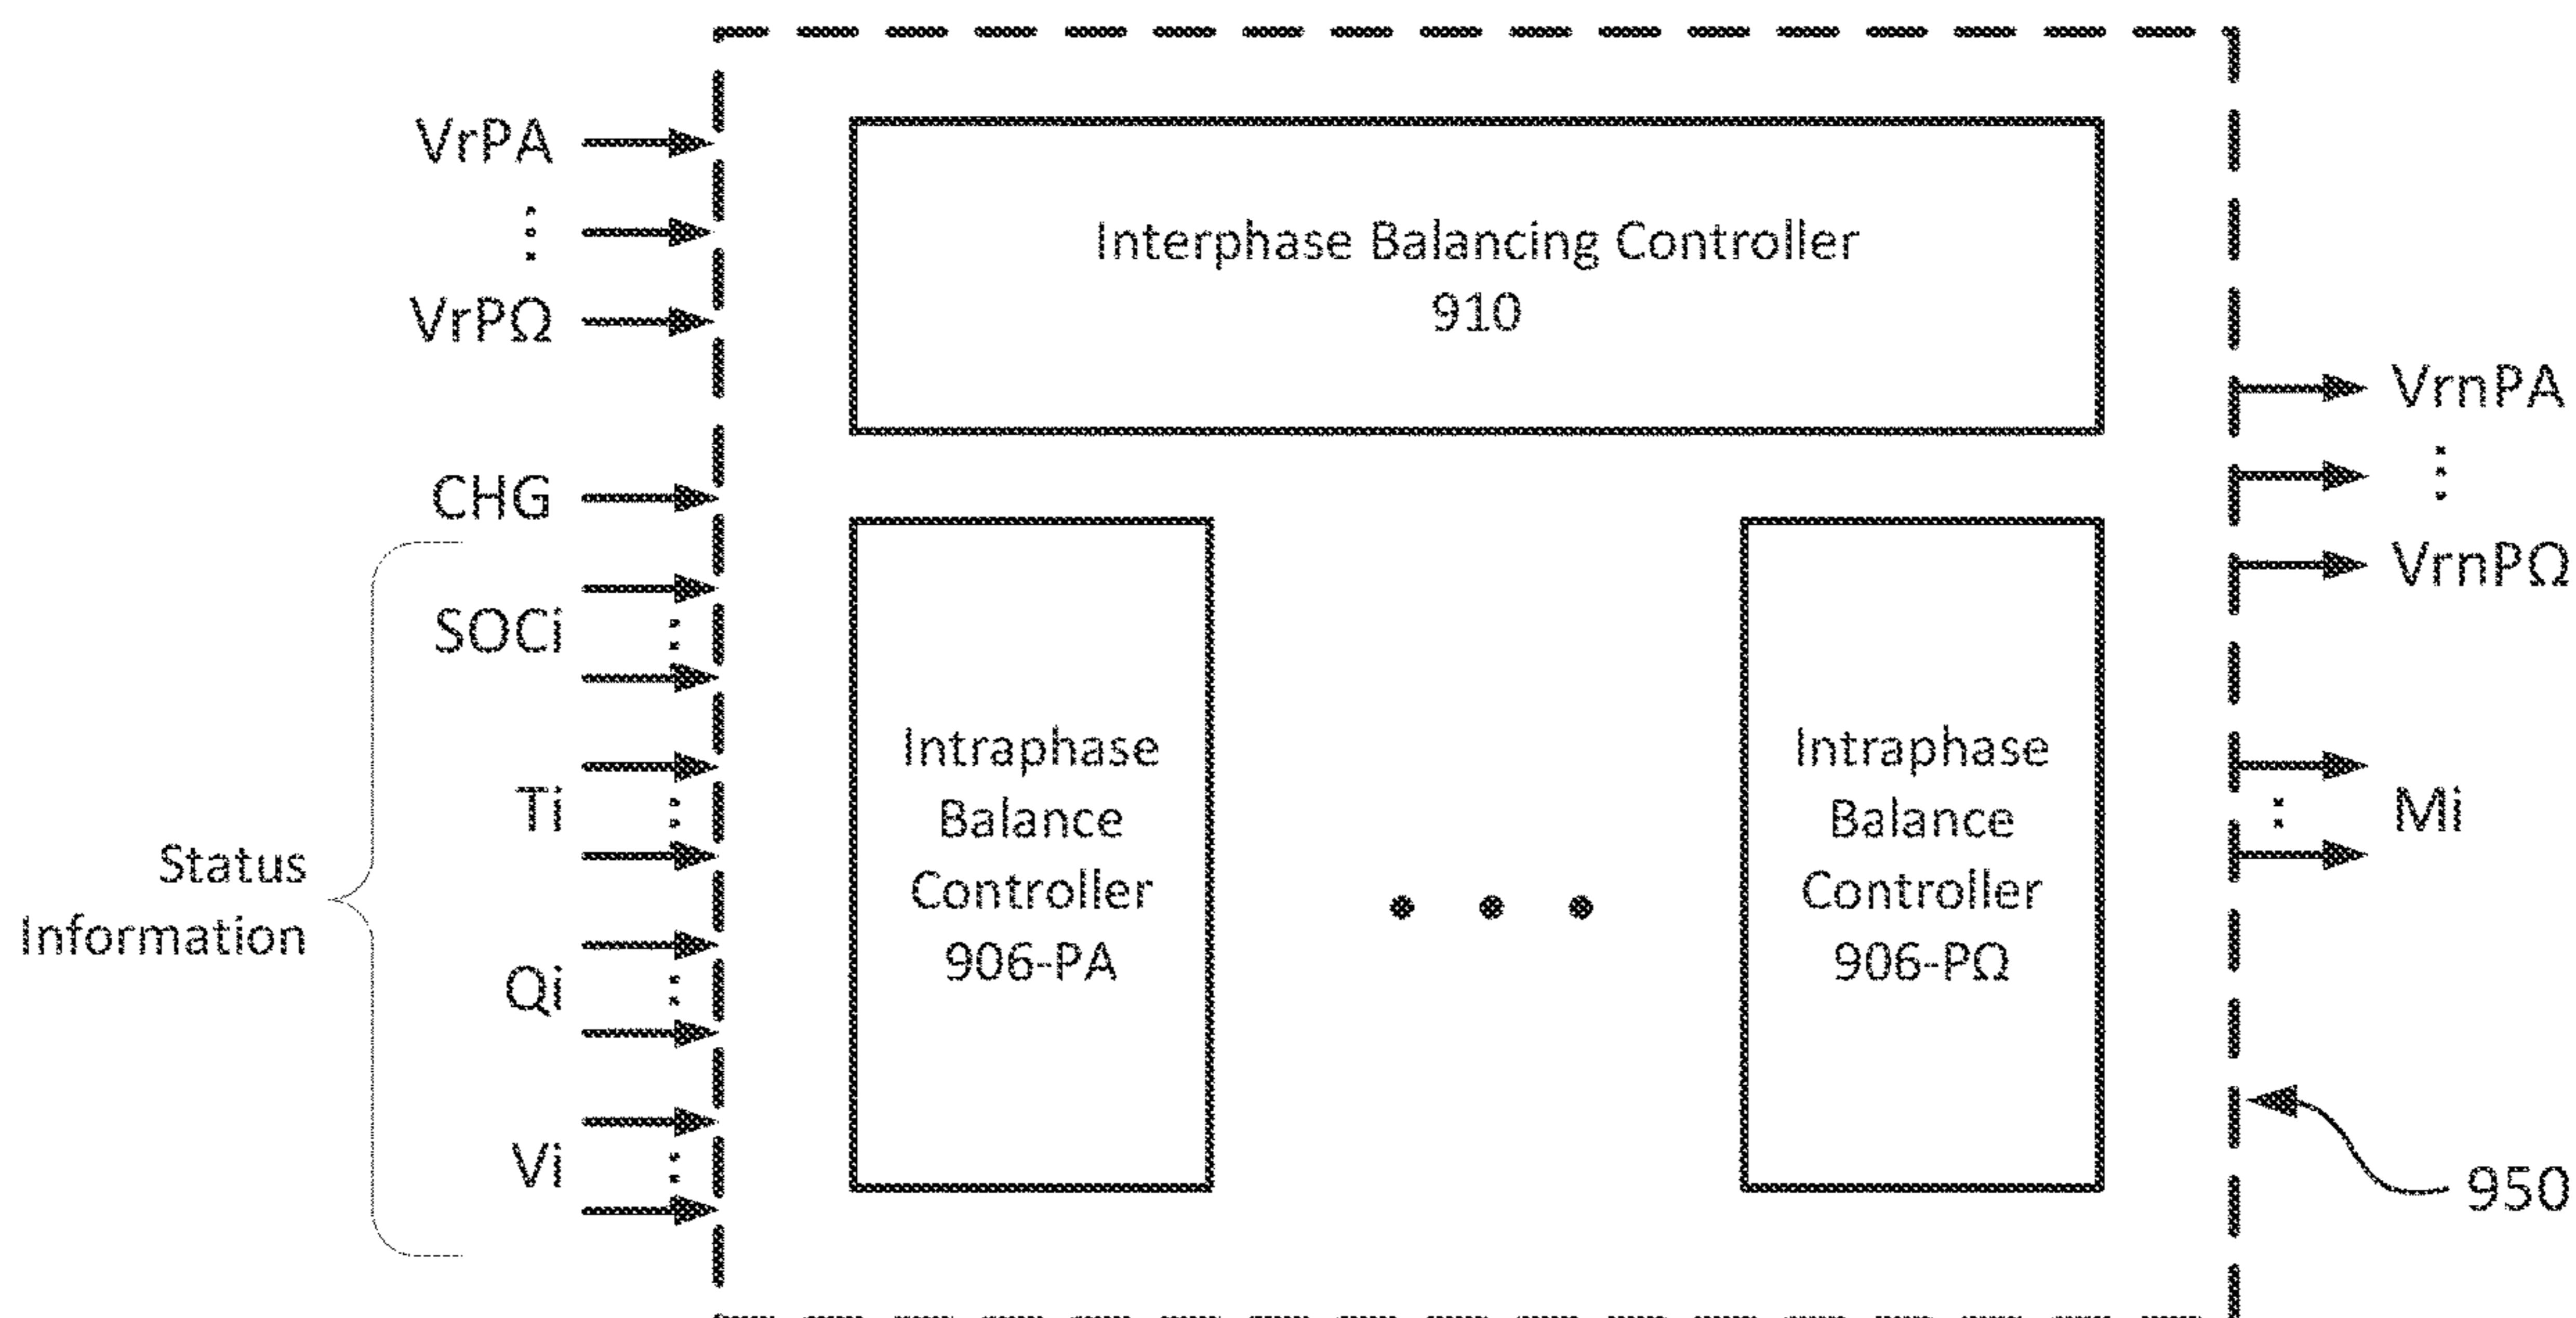 VrPA
VrPΩ
CHG
SOCi
Ti
Qi
Vi
Status
Information
Interphase Balancing Controller
910
Intraphase
Balance
Controller
906-PA
Intraphase
Balance
Controller
906-PΩ
VrnPA
VrnPΩ
Mi
950